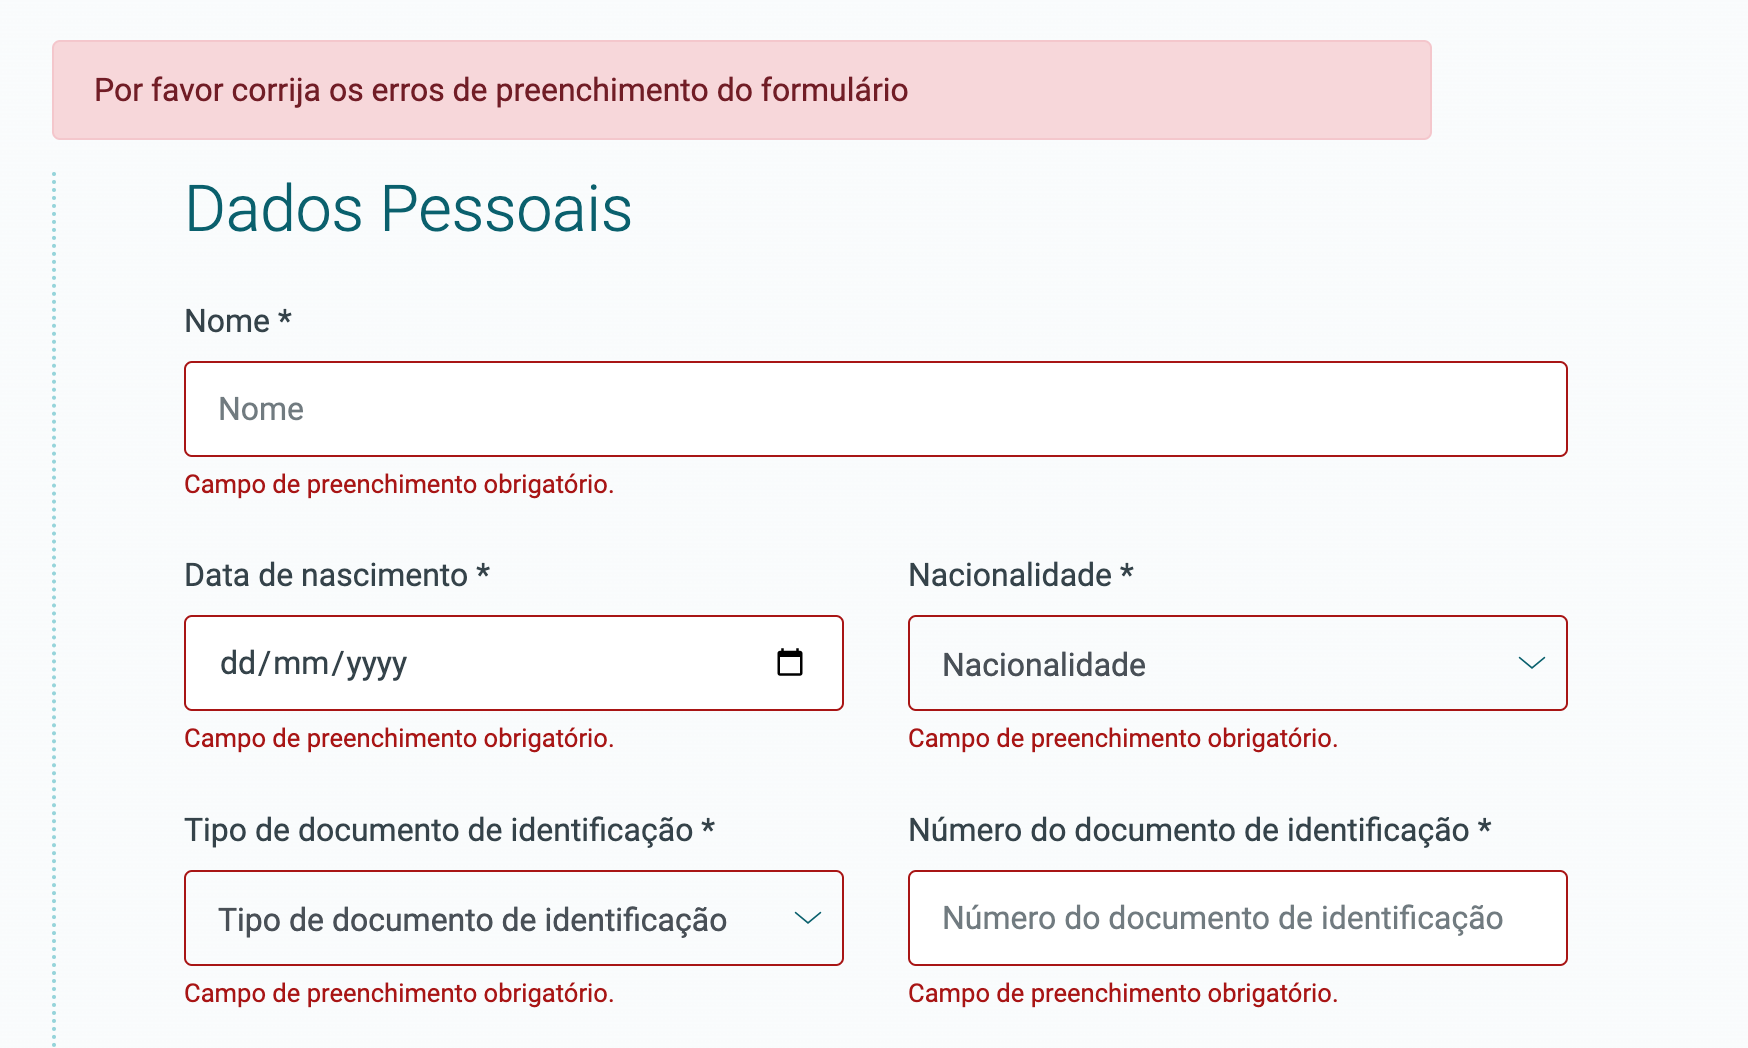 Por favor corrija os erros de preenchimento do formulário
Dados Pessoais
Nome *
Nome
Campo de preenchimento obrigatório.
Data de nascimento *
dd/mm/yyyy
Campo de preenchimento obrigatório.
Nacionalidade *
Nacionalidade
Campo de preenchimento obrigatório.
Tipo de documento de identificação *
Tipo de documento de identificação
Campo de preenchimento obrigatório.
Número do documento de identificação *
Número do documento de identificação
Campo de preenchimento obrigatório.